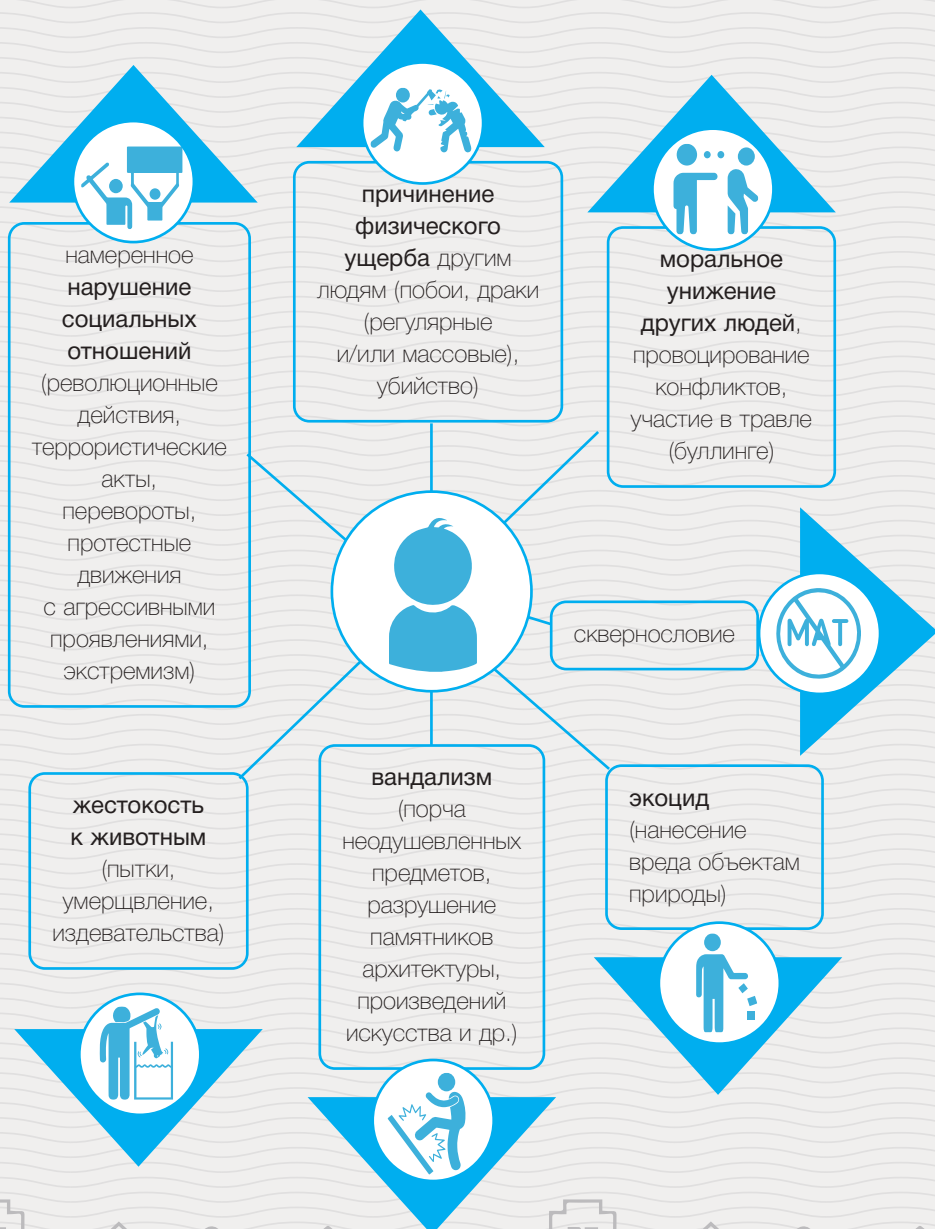 намеренное
нарушение
социальных
отношений
(революционные
действия,
террористические
акты,
перевороты,
протестные
движения
с агрессивными
проявлениями,
экстремизм)
причинение
физического
ущерба другим
людям (побои, драки
(регулярные
и/или массовые),
убийство)
моральное
унижение
других людей,
провоцирование
конфликтов,
участие в травле
(буллинге)
сквернословие
МАТ
жестокость
к животным
(пытки,
умерщвление,
издевательства)
вандализм
(порча
неодушевленных
предметов,
разрушение
памятников
архитектуры,
произведений
искусства и др.)
экоцид
(нанесение
вреда объектам
природы)